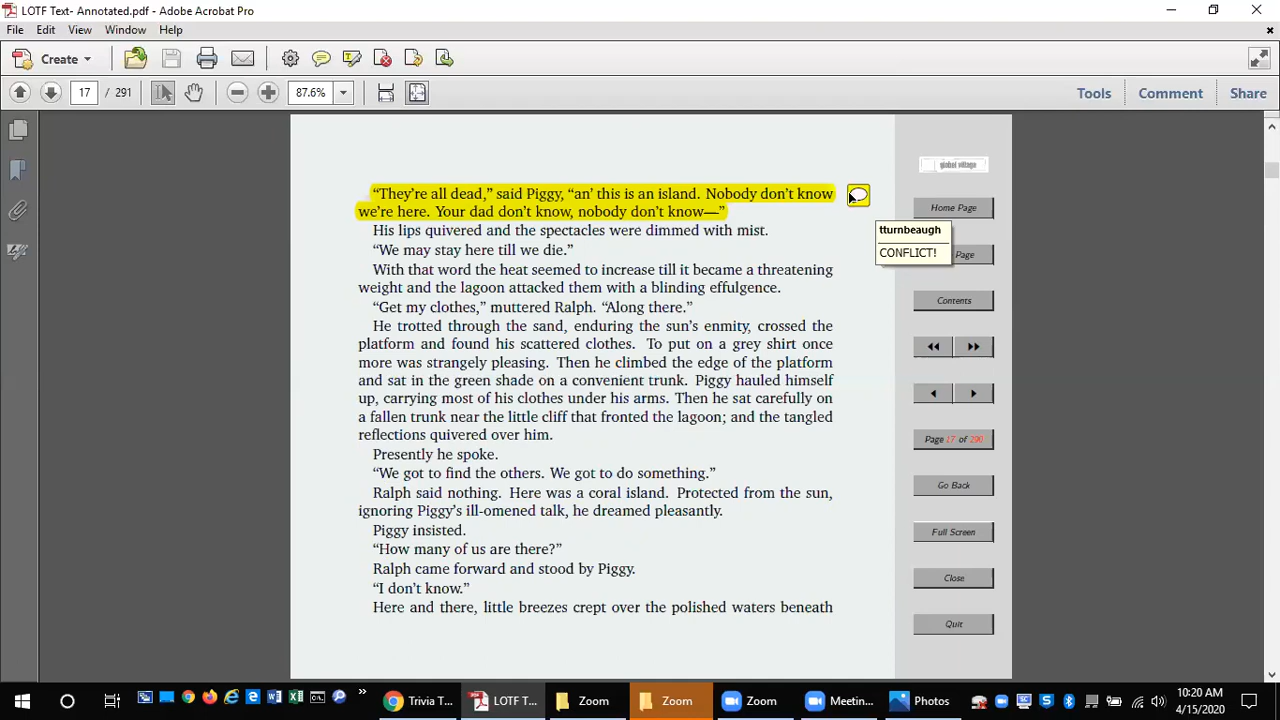 LOTF Text- Annotated.pdf - Adobe Acrobat Pro
File Edit View Window Help
Create
17 / 291 87.6% Tools Comment Share
global village
“They’re all dead,” said Piggy, “an’ this is an island. Nobody don’t know
we’re here. Your dad don’t know, nobody don’t know—”
His lips quivered and the spectacles were dimmed with mist.
“We may stay here till we die.”
With that word the heat seemed to increase till it became a threatening
weight and the lagoon attacked them with a blinding effulgence.
“Get my clothes,” muttered Ralph. “Along there.”
He trotted through the sand, enduring the sun’s enmity, crossed the
platform and found his scattered clothes. To put on a grey shirt once
more was strangely pleasing. Then he climbed the edge of the platform
and sat in the green shade on a convenient trunk. Piggy hauled himself
up, carrying most of his clothes under his arms. Then he sat carefully on
a fallen trunk near the little cliff that fronted the lagoon; and the tangled
reflections quivered over him.
Presently he spoke.
“We got to find the others. We got to do something.”
Ralph said nothing. Here was a coral island. Protected from the sun,
ignoring Piggy’s ill-omened talk, he dreamed pleasantly.
Piggy insisted.
“How many of us are there?”
Ralph came forward and stood by Piggy.
“I don’t know.”
Here and there, little breezes crept over the polished waters beneath
tturnbeaugh
CONFLICT!
Home Page
Page
Contents
Page 17 of 290
Go Back
Full Screen
Close
Quit
Trivia T... LOTF T... Zoom Zoom Zoom Meetin... Photos
10:20 AM
4/15/2020